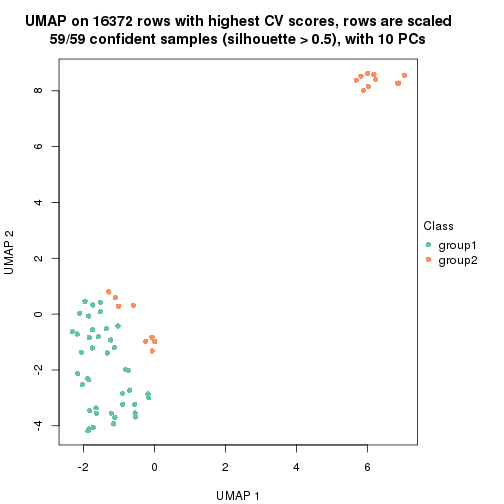 UMAP on 16372 rows with highest CV scores, rows are scaled
59/59 confident samples (silhouette > 0.5), with 10 PCs
8
6
4
2
0
-2
-4
UMAP 2
-2
0
2
4
6
UMAP 1
Class
group1
group2